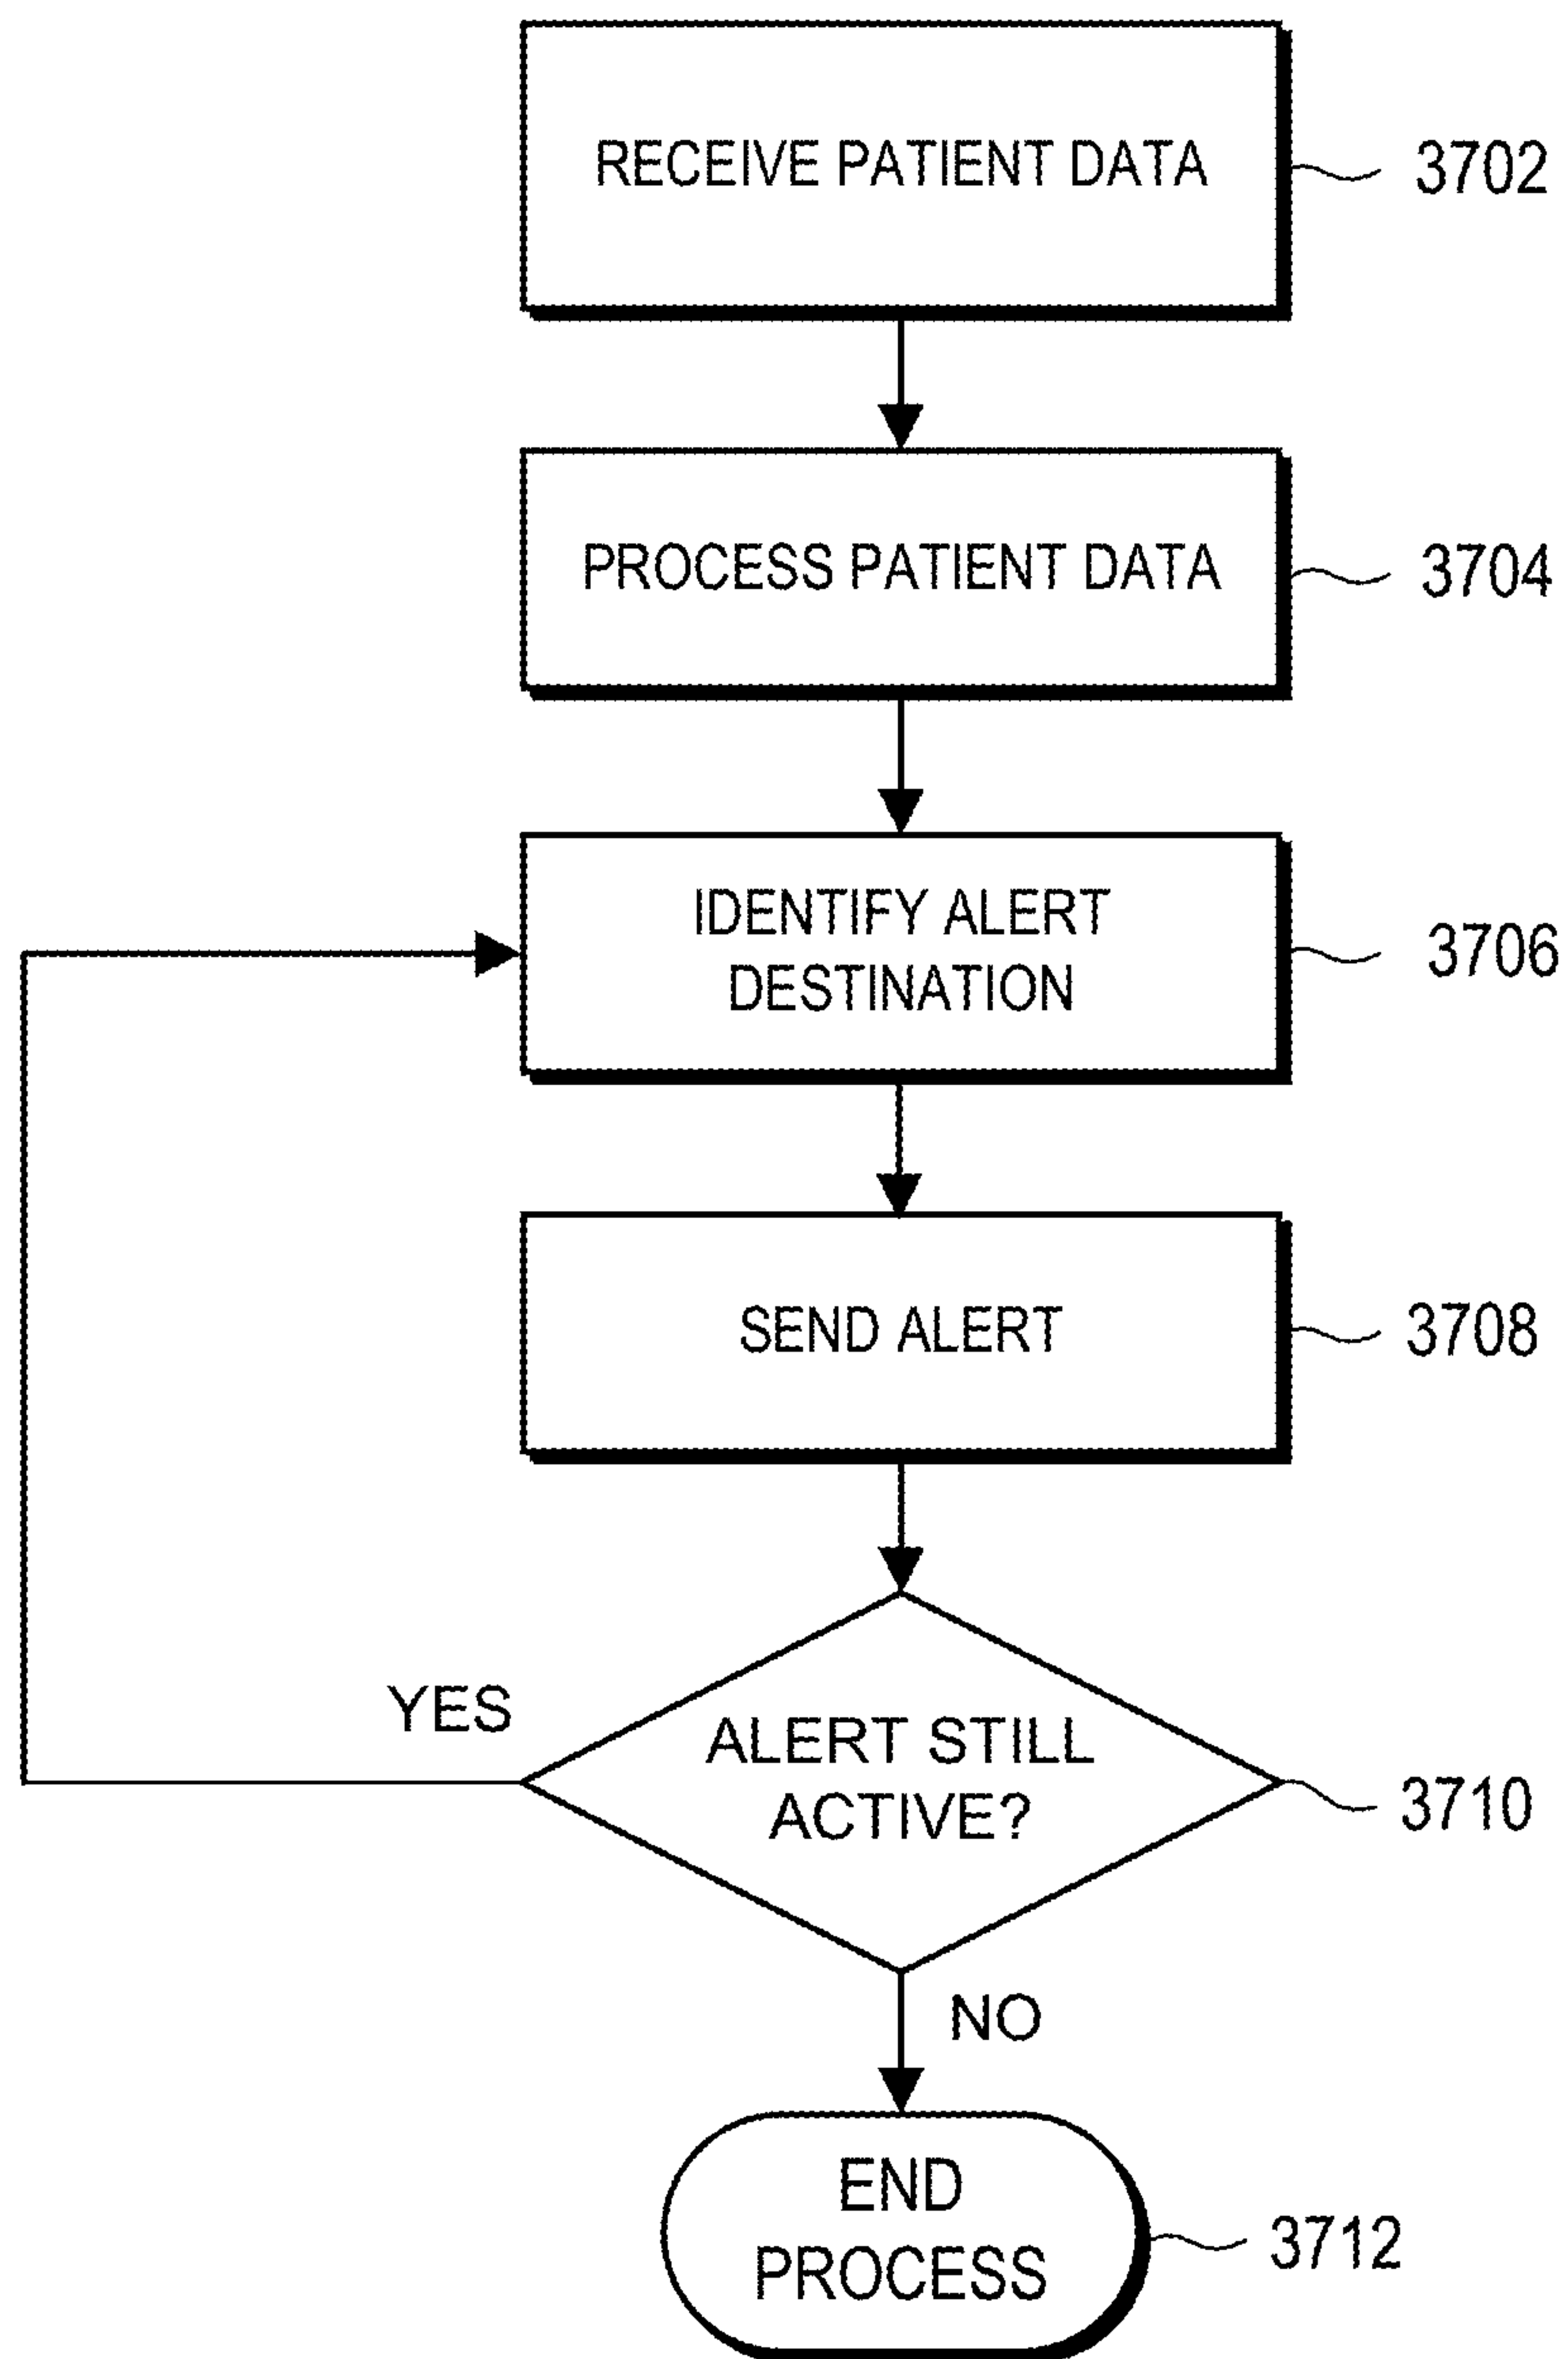 RECEIVE PATIENT DATA
3702
PROCESS PATIENT DATA
3704
IDENTIFY ALERT
DESTINATION
3706
SEND ALERT
3708
YES
ALERT STILL
ACTIVE?
3710
NO
END
PROCESS
3712